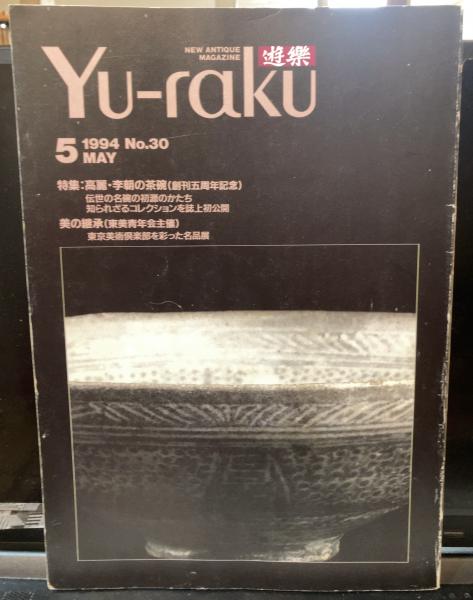 NEW ANTIQUE
MAGAZINE
遊樂
Yu-raku
5 1994 No.30
MAY
特集:高麗・李朝の茶碗(創刊五周年記念)
伝世の名碗の初源のかたち
知られざるコレクションを誌上初公開
美の継承(東美青年会主催)
東京美術倶楽部を彩った名品展